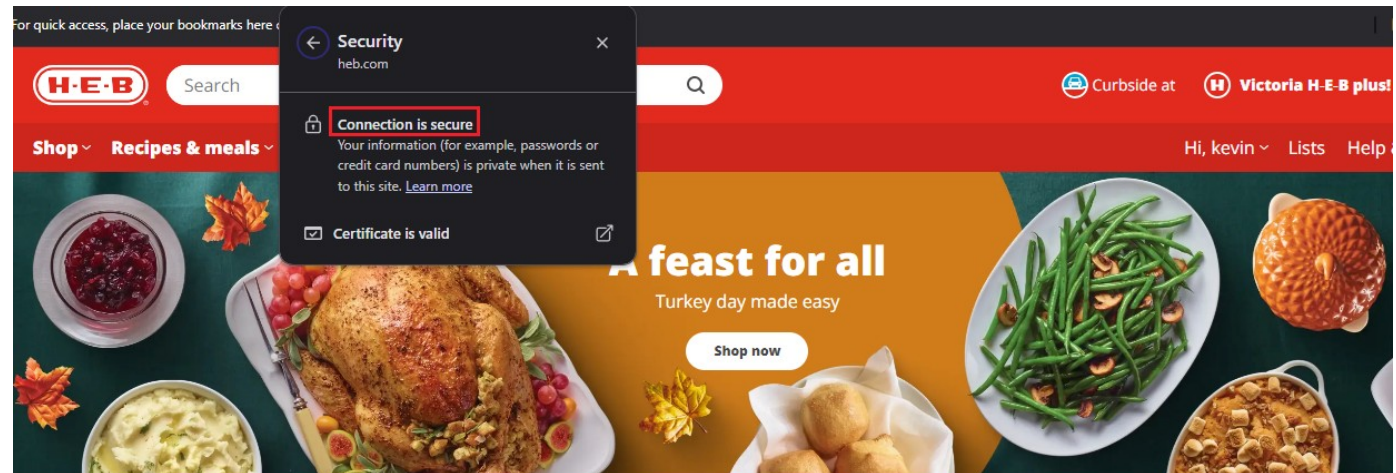 For quick access, place your bookmarks here
Security
heb.com
H-E-B
Search
Curbside at
Victoria H-E-B plus!
Connection is secure
Your information (for example, passwords or
credit card numbers) is private when it is sent
to this site. Learn more
Shop
Recipes & meals
Hi, kevin
Lists
Help
Certificate is valid
A feast for all
Turkey day made easy
Shop now